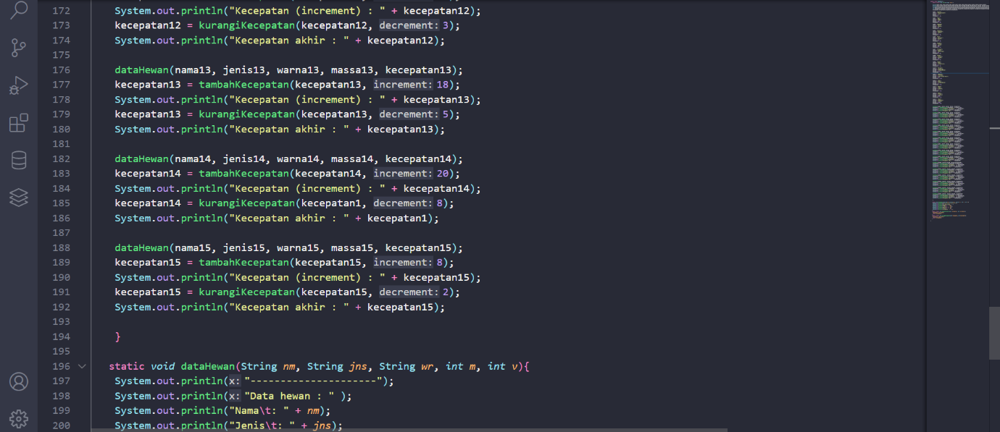 172 System.out.println("Kecepatan (increment) : " + kecepatan12);
173 kecepatan12 = kurangiKecepatan(kecepatan12, decrement: 3);
174 System.out.println("Kecepatan akhir : " + kecepatan12);
175
176 dataHewan(nama13, jenis13, warna13, massa13, kecepatan13);
177 kecepatan13 = tambahKecepatan(kecepatan13, increment: 18);
178 System.out.println("Kecepatan (increment) : " + kecepatan13);
179 kecepatan13 = kurangiKecepatan(kecepatan13, decrement: 5);
180 System.out.println("Kecepatan akhir : " + kecepatan13);
181
182 dataHewan(nama14, jenis14, warna14, massa14, kecepatan14);
183 kecepatan14 = tambahKecepatan(kecepatan14, increment: 20);
184 System.out.println("Kecepatan (increment) : " + kecepatan14);
185 kecepatan14 = kurangiKecepatan(kecepatan1, decrement: 8);
186 System.out.println("Kecepatan akhir : " + kecepatan1);
187
188 dataHewan(nama15, jenis15, warna15, massa15, kecepatan15);
189 kecepatan15 = tambahKecepatan(kecepatan15, increment: 8);
190 System.out.println("Kecepatan (increment) : " + kecepatan15);
191 kecepatan15 = kurangiKecepatan(kecepatan15, decrement: 2);
192 System.out.println("Kecepatan akhir : " + kecepatan15);
193
194 }
195
196 static void dataHewan(String nm, String jns, String wr, int m, int v){
197 System.out.println(x: "---------------------");
198 System.out.println(x: "Data hewan : " );
199 System.out.println("Nama\t: " + nm);
200 System.out.println("Jenis\t: " + jns);